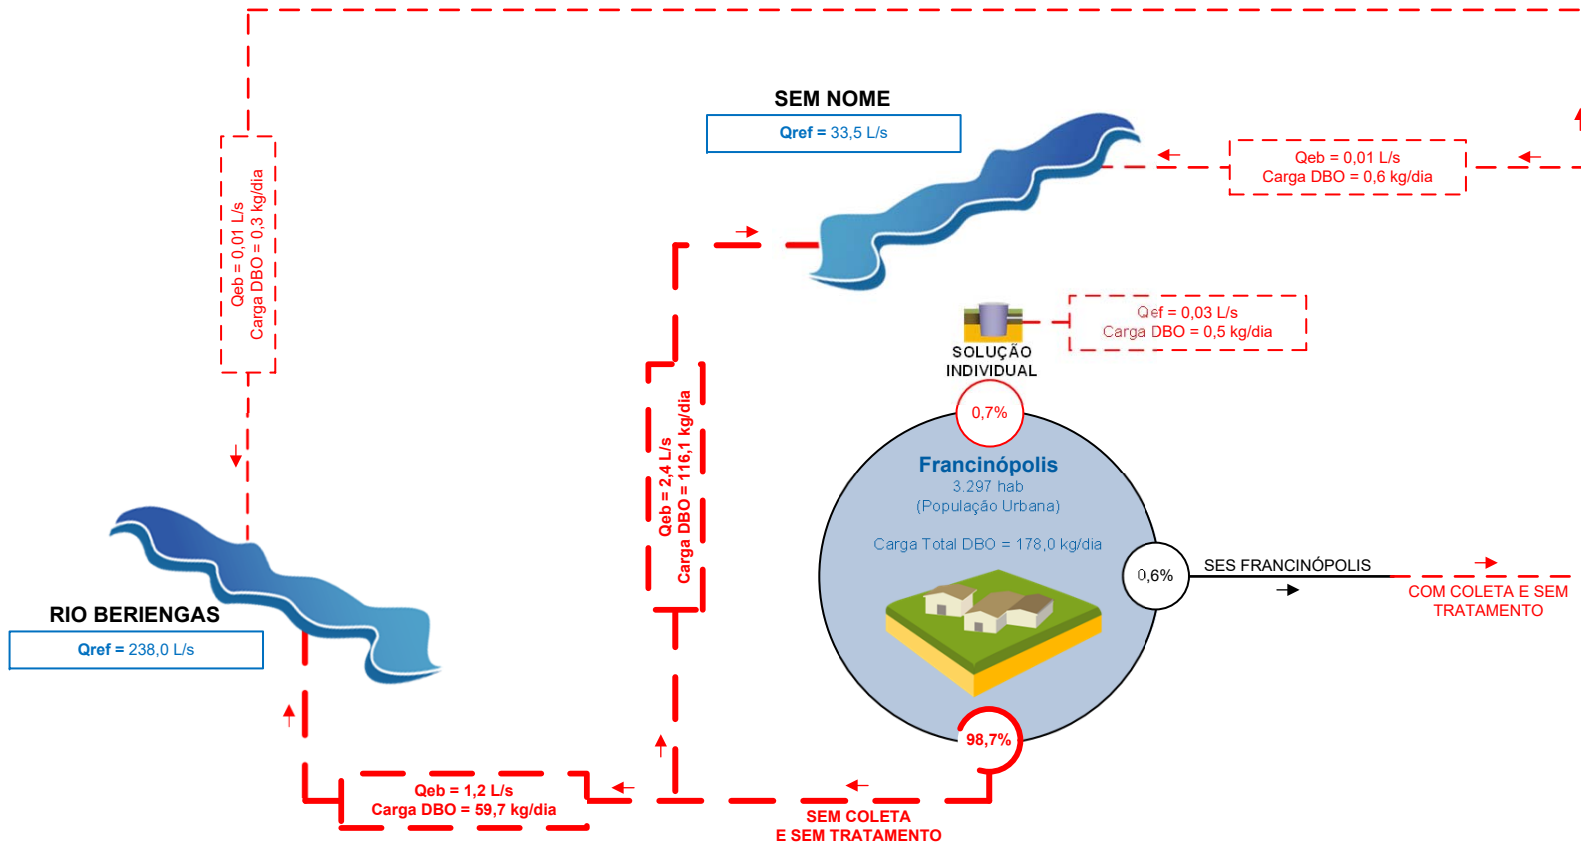 SEM NOME
Qref = 33,5 L/s
Qeb = 0,01 L/s
Carga DBO = 0,6 kg/dia
Qeb = 0,01 L/s
Carga DBO = 0,3 kg/dia
Qef = 0,03 L/s
Carga DBO = 0,5 kg/dia
SOLUÇÃO
INDIVIDUAL
0,7%
Francinópolis
3.297 hab
(População Urbana)
Carga Total DBO = 178,0 kg/dia
Qeb = 2,4 L/s
Carga DBO = 116,1 kg/dia
0,6%
SES FRANCINÓPOLIS
COM COLETA E SEM
TRATAMENTO
RIO BERIENGAS
Qref = 238,0 L/s
98,7%
Qeb = 1,2 L/s
Carga DBO = 59,7 kg/dia
SEM COLETA
E SEM TRATAMENTO